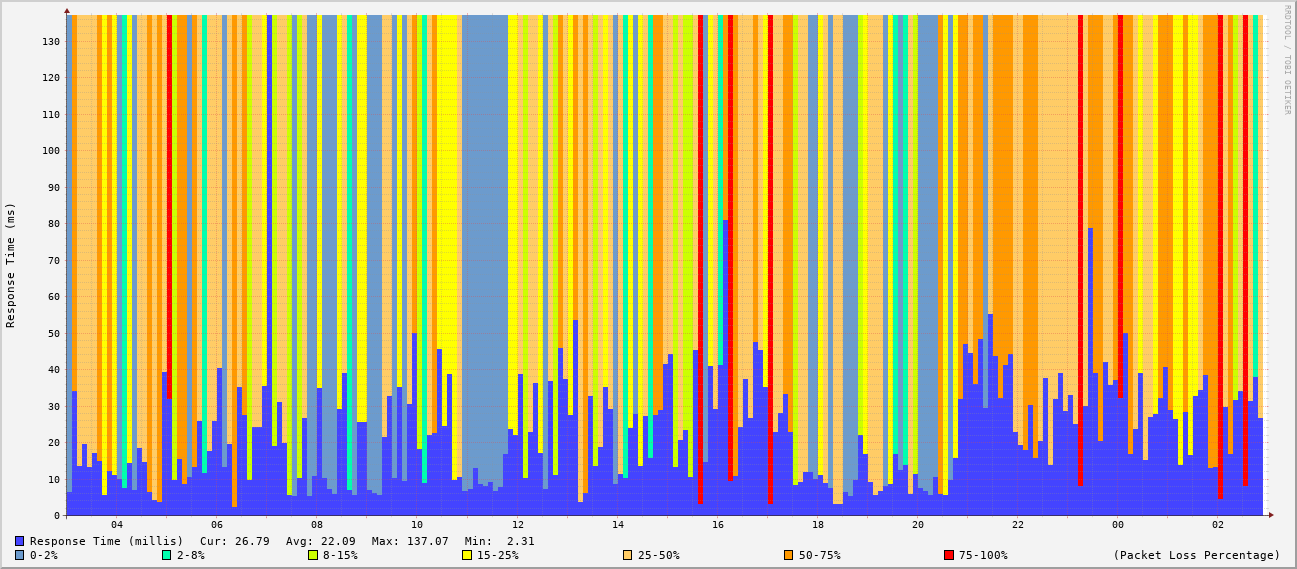 RRDTOOL / TOBI OETIKER
Response Time (ms)
130
120
110
100
90
80
70
60
50
40
30
20
10
0
04 06 08 10 12 14 16 18 20 22 00 02
Response Time (millis) Cur: 26.79 Avg: 22.09 Max: 137.07 Min: 2.31
0-2% 2-8% 8-15% 15-25% 25-50% 50-75% 75-100% (Packet Loss Percentage)